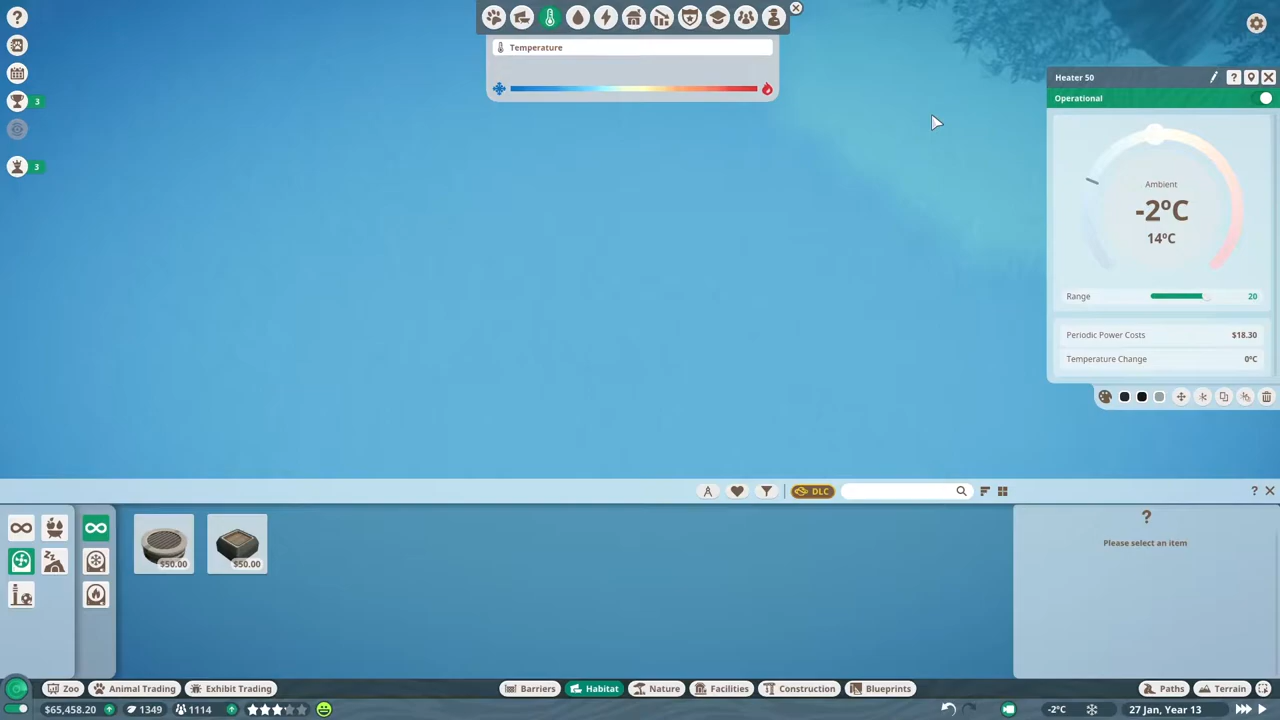 Temperature
3
3
Heater 50
Operational
Ambient
-2°C
14°C
Range 20
Periodic Power Costs $18.30
Temperature Change 0°C
DLC
$50.00 $50.00
Please select an item
Zoo Animal Trading Exhibit Trading Barriers Habitat Nature Facilities Construction Blueprints Paths Terrain
$65,458.20 1349 1114 -2°C 27 Jan, Year 13